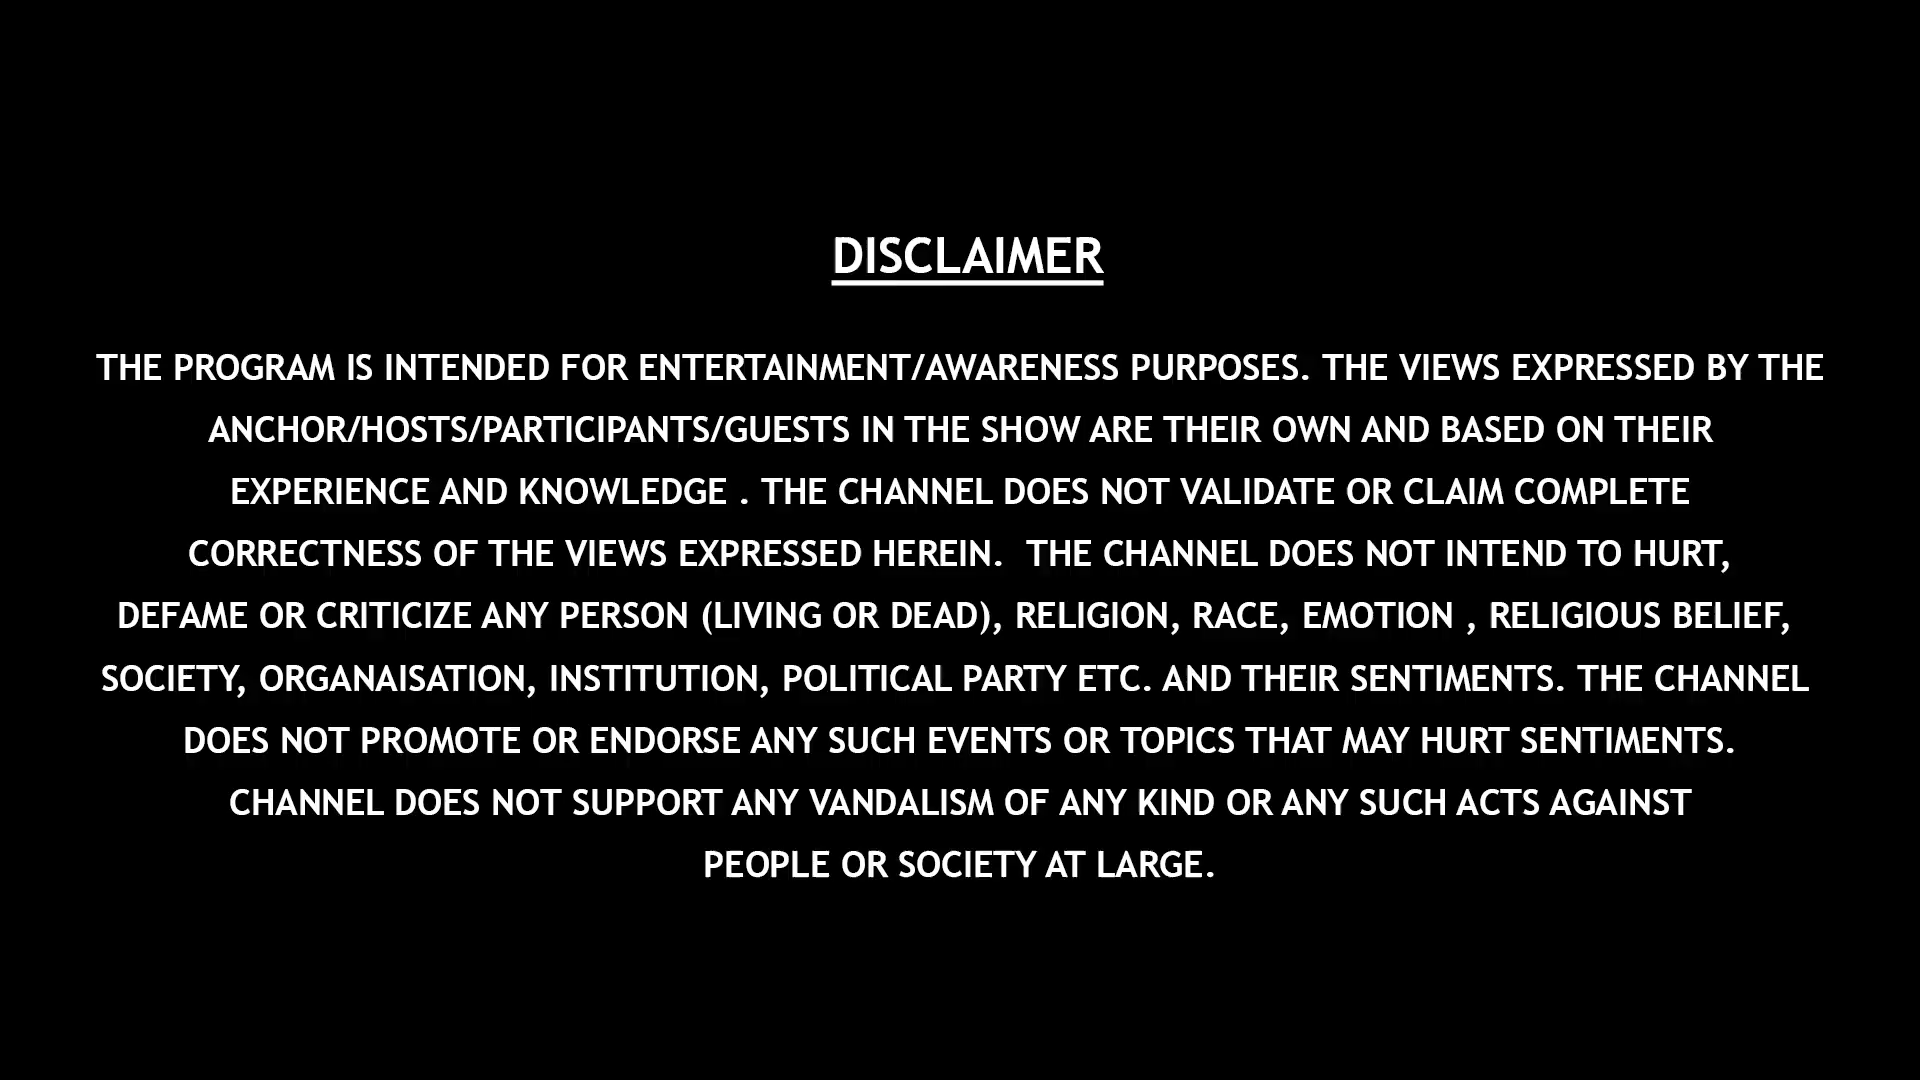 DISCLAIMER
THE PROGRAM IS INTENDED FOR ENTERTAINMENT/AWARENESS PURPOSES. THE VIEWS EXPRESSED BY THE
ANCHOR/HOSTS/PARTICIPANTS/GUESTS IN THE SHOW ARE THEIR OWN AND BASED ON THEIR
EXPERIENCE AND KNOWLEDGE . THE CHANNEL DOES NOT VALIDATE OR CLAIM COMPLETE
CORRECTNESS OF THE VIEWS EXPRESSED HEREIN.  THE CHANNEL DOES NOT INTEND TO HURT,
DEFAME OR CRITICIZE ANY PERSON (LIVING OR DEAD), RELIGION, RACE, EMOTION , RELIGIOUS BELIEF,
SOCIETY, ORGANAISATION, INSTITUTION, POLITICAL PARTY ETC. AND THEIR SENTIMENTS. THE CHANNEL
DOES NOT PROMOTE OR ENDORSE ANY SUCH EVENTS OR TOPICS THAT MAY HURT SENTIMENTS.
CHANNEL DOES NOT SUPPORT ANY VANDALISM OF ANY KIND OR ANY SUCH ACTS AGAINST
PEOPLE OR SOCIETY AT LARGE.